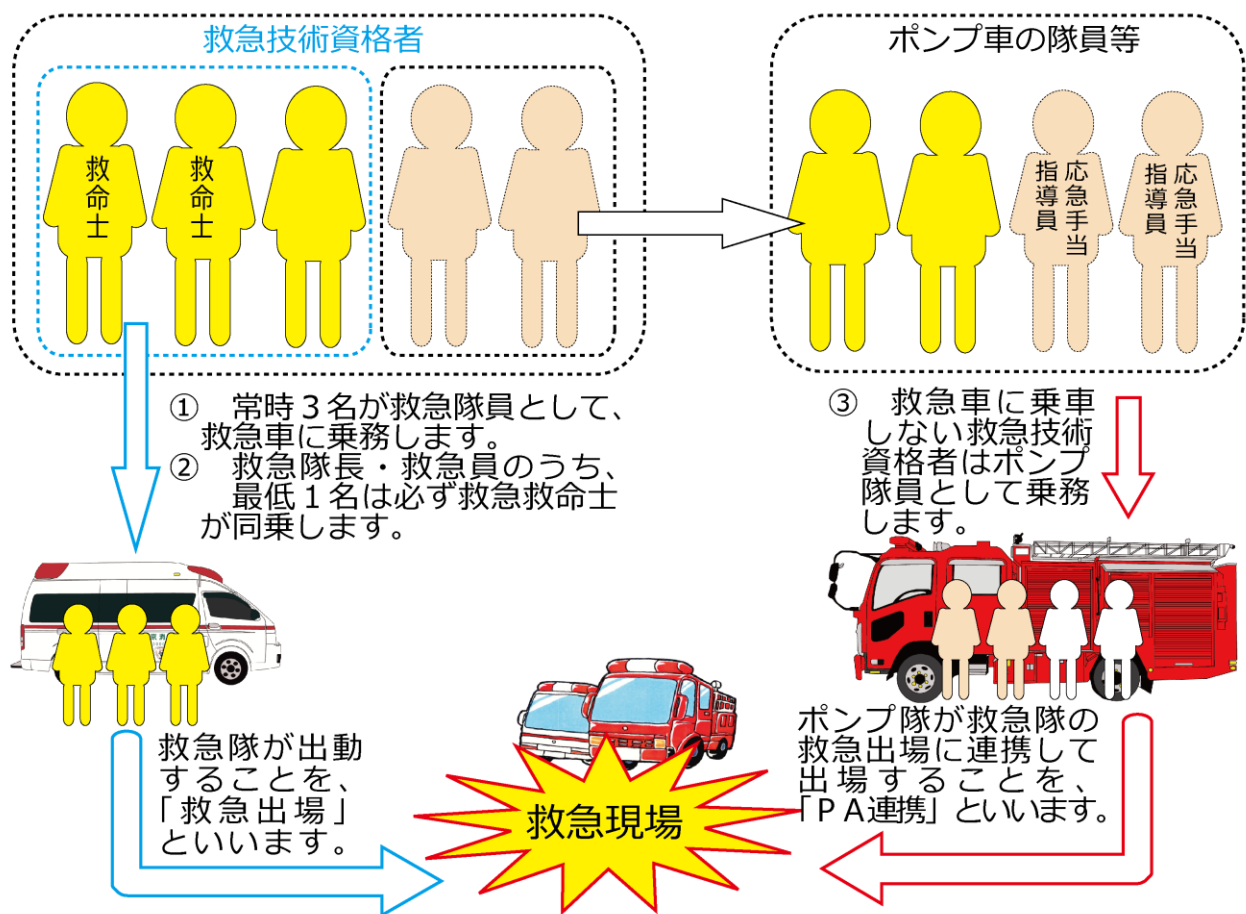 救急技術資格者
ポンプ車の隊員等
救命士
救命士
応急手当
指導員
応急手当
指導員
① 常時3名が救急隊員として、
救急車に乗務します。
② 救急隊長・救急員のうち、
最低1名は必ず救急救命士
が同乗します。
③ 救急車に乗車
しない救急技術
資格者はポンプ
隊員として乗務
します。
救急隊が出動
することを、
「救急出場」
といいます。
ポンプ隊が救急隊の
救急出場に連携して
出場することを、
「PA連携」といいます。
救急現場